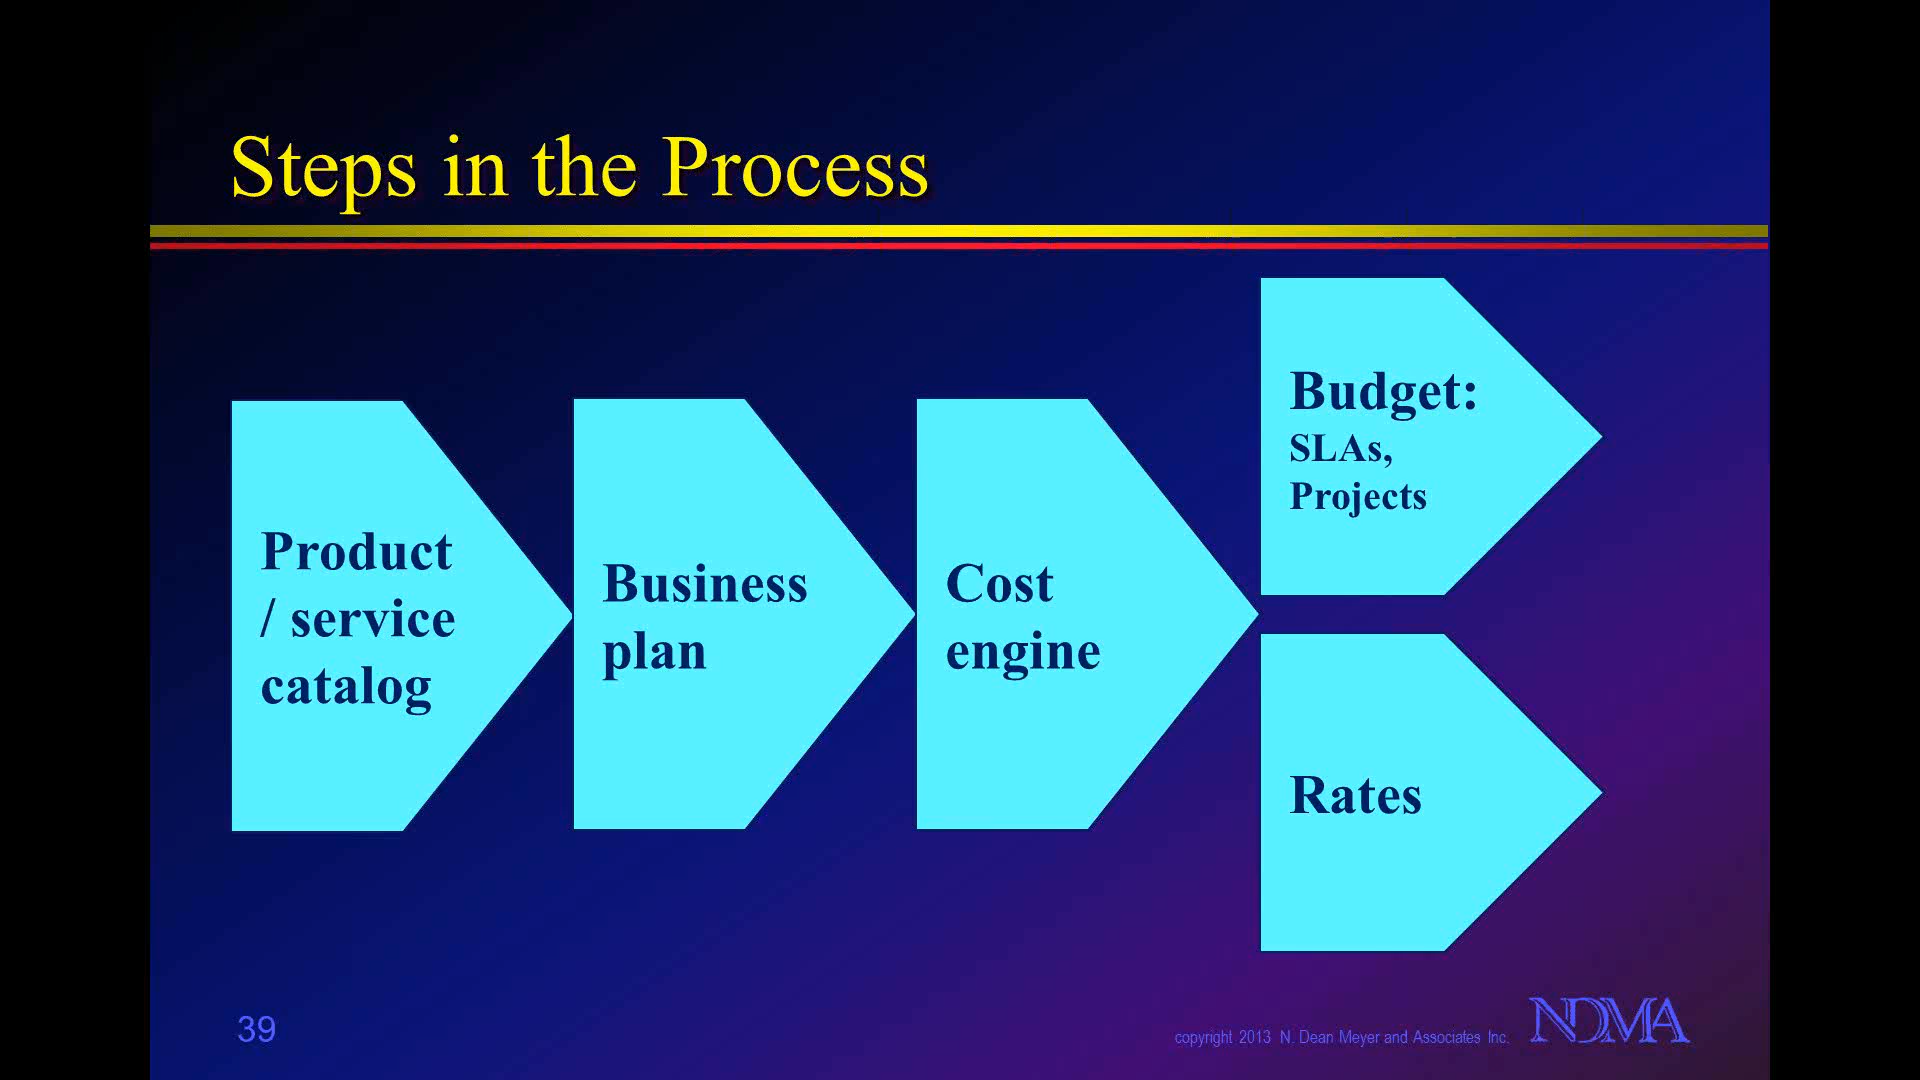 Steps in the Process
Product
/ service
catalog
Business
plan
Cost
engine
Budget:
SLAs,
Projects
Rates
39
copyright 2013 N. Dean Meyer and Associates Inc.
NDMA